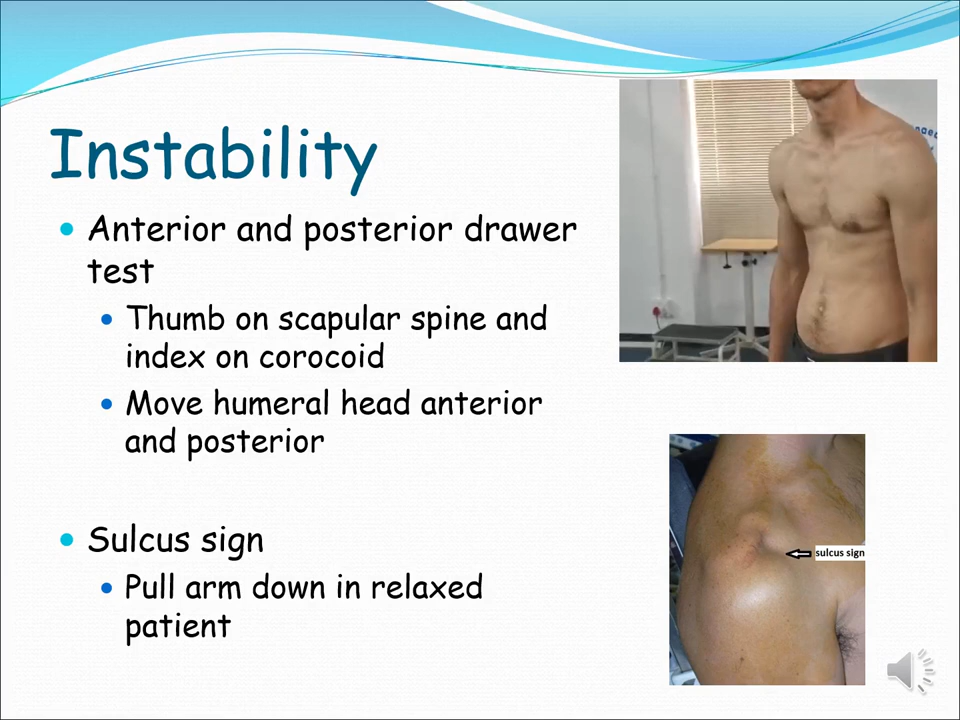 Instability
Anterior and posterior drawer
test
Thumb on scapular spine and
index on corocoid
Move humeral head anterior
and posterior
Sulcus sign
Pull arm down in relaxed
patient
sulcus sign